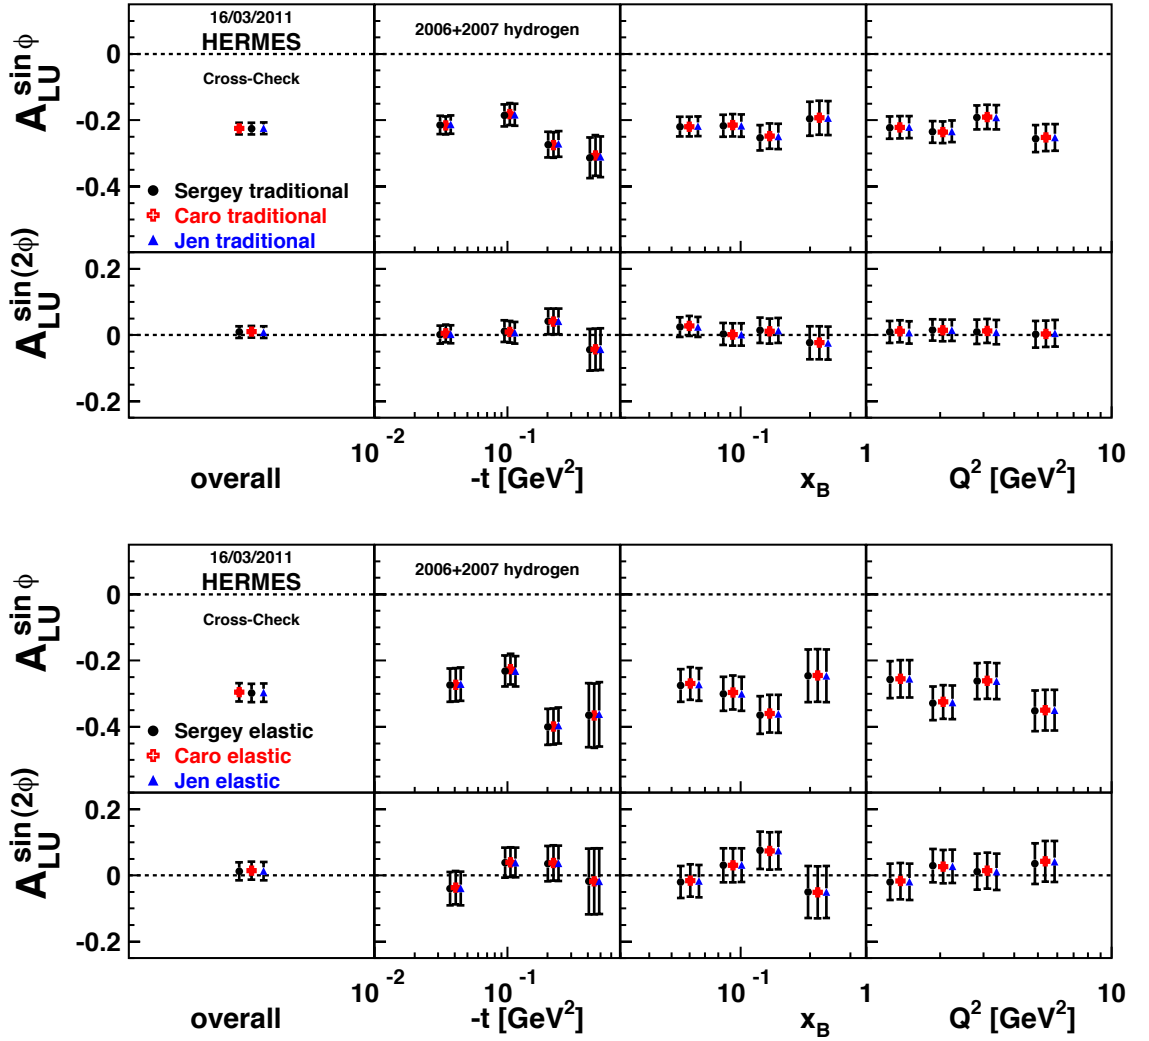 16/03/2011
HERMES
Cross-Check
2006+2007 hydrogen
A_LU^sin ϕ
0
-0.2
-0.4
Sergey traditional
Caro traditional
Jen traditional
A_LU^sin(2ϕ)
0.2
0
-0.2
10^-2 10^-1 10^-1 1 10
overall -t [GeV^2] x_B Q^2 [GeV^2]
16/03/2011
HERMES
Cross-Check
2006+2007 hydrogen
A_LU^sin ϕ
0
-0.2
-0.4
Sergey elastic
Caro elastic
Jen elastic
A_LU^sin(2ϕ)
0.2
0
-0.2
10^-2 10^-1 10^-1 1 10
overall -t [GeV^2] x_B Q^2 [GeV^2]